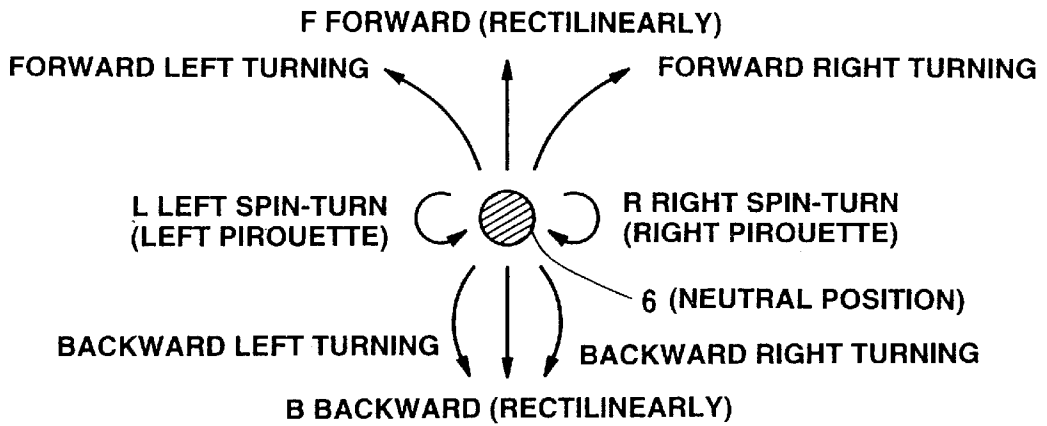 F FORWARD (RECTILINEARLY)
FORWARD LEFT TURNING
FORWARD RIGHT TURNING
L LEFT SPIN-TURN
(LEFT PIROUETTE)
R RIGHT SPIN-TURN
(RIGHT PIROUETTE)
6 (NEUTRAL POSITION)
BACKWARD LEFT TURNING
BACKWARD RIGHT TURNING
B BACKWARD (RECTILINEARLY)